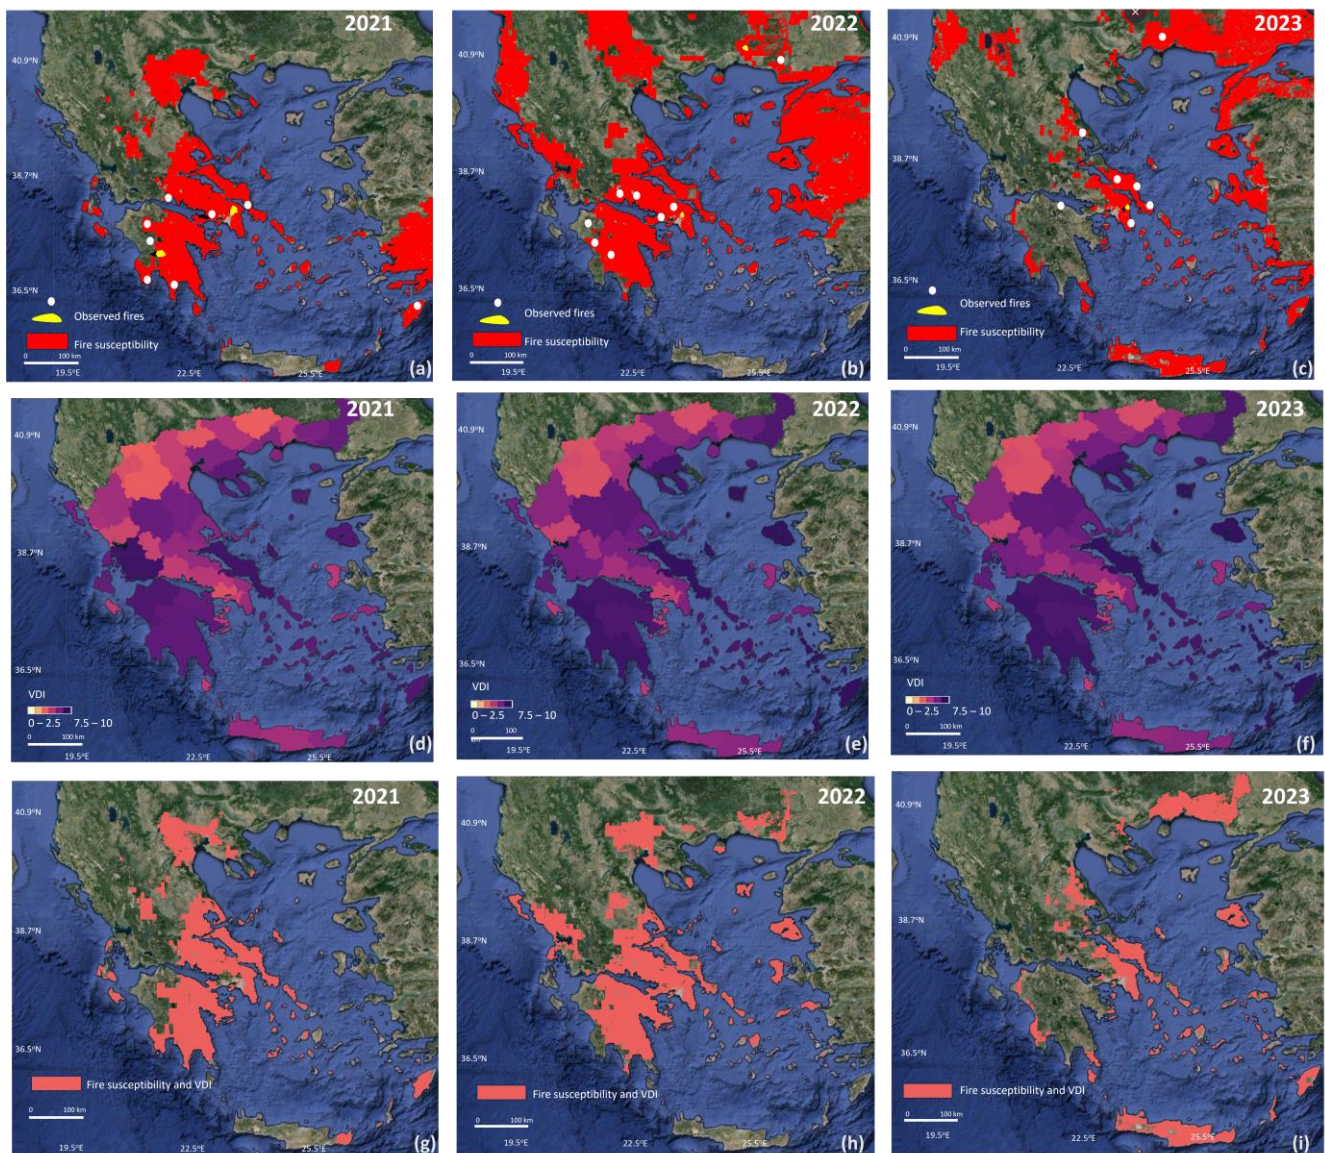 2021
40.9°N
38.7°N
36.5°N
Observed fires
Fire susceptibility
0 100 km
19.5°E 22.5°E 25.5°E
(a)
2022
40.9°N
38.7°N
36.5°N
Observed fires
Fire susceptibility
0 100 km
19.5°E 22.5°E 25.5°E
(b)
2023
40.9°N
38.7°N
36.5°N
Observed fires
Fire susceptibility
0 100 km
19.5°E 22.5°E 25.5°E
(c)
2021
40.9°N
38.7°N
36.5°N
VDI
0 – 2.5 7.5 – 10
0 100 km
19.5°E 22.5°E 25.5°E
(d)
2022
40.9°N
38.7°N
36.5°N
VDI
0 – 2.5 7.5 – 10
0 100
km
19.5°E 22.5°E 25.5°E
(e)
2023
40.9°N
38.7°N
36.5°N
VDI
0 – 2.5 7.5 – 10
0 100 km
19.5°E 22.5°E 25.5°E
(f)
2021
40.9°N
38.7°N
36.5°N
Fire susceptibility and VDI
0 100 km
19.5°E 22.5°E 25.5°E
(g)
2022
40.9°N
38.7°N
36.5°N
Fire susceptibility and VDI
0 100 km
19.5°E 22.5°E 25.5°E
(h)
2023
40.9°N
38.7°N
36.5°N
Fire susceptibility and VDI
0 100 km
19.5°E 22.5°E 25.5°E
(i)